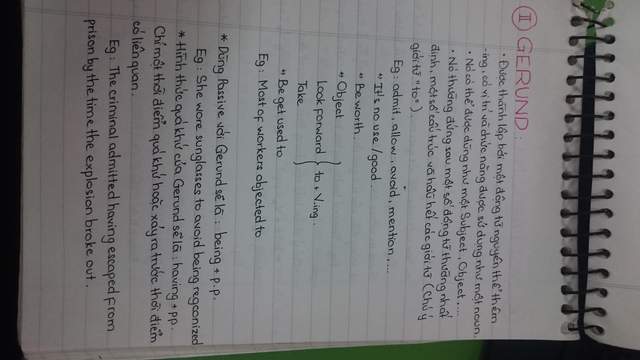 II GERUND:
• Được thành lập bởi một động từ nguyên thể thêm
-ing, có vị trí và chức năng được sử dụng như một noun.
• Nó có thể được dùng như một Subject, Object,....
• Nó thường đứng sau một số động từ thường nhất
định, một số cấu trúc và hầu hết các giới từ (Chú ý
giới từ "to")
Eg: admit, allow, avoid, mention,...
" It's no use / good.
" Be worth.
" Object
Look forward } to + V.ing.
Take
" Be get used to
Eg: Most of workers objected to
* Dùng Passive với Gerund sẽ là: being + p.p.
Eg: She wore sunglasses to avoid being regconized
* Hình thức quá khứ của Gerund sẽ là: having + pp.
Chỉ một thời điểm quá khứ hoặc xảy ra trước thời điểm
có liên quan.
Eg: The criminal admitted having escaped from
prison by the time the explosion broke out.